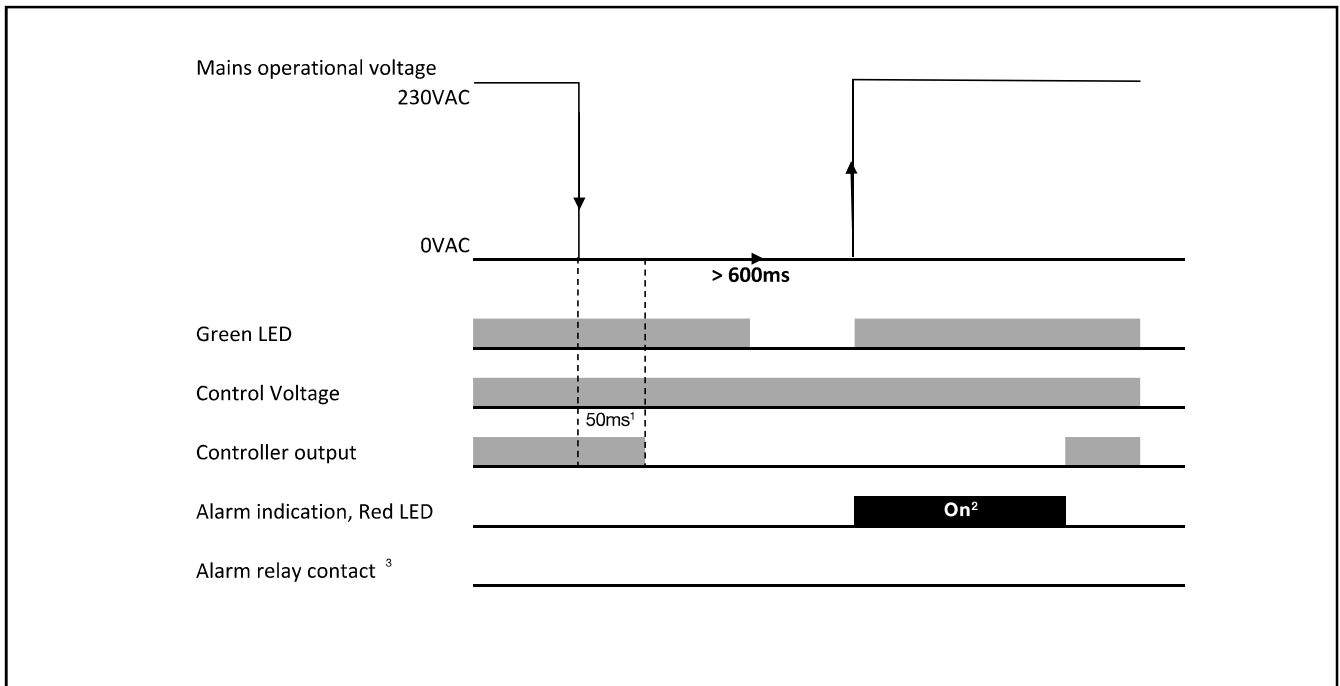 Mains operational voltage
230VAC
0VAC
> 600ms
Green LED
Control Voltage
50ms¹
Controller output
Alarm indication, Red LED
On²
Alarm relay contact ³